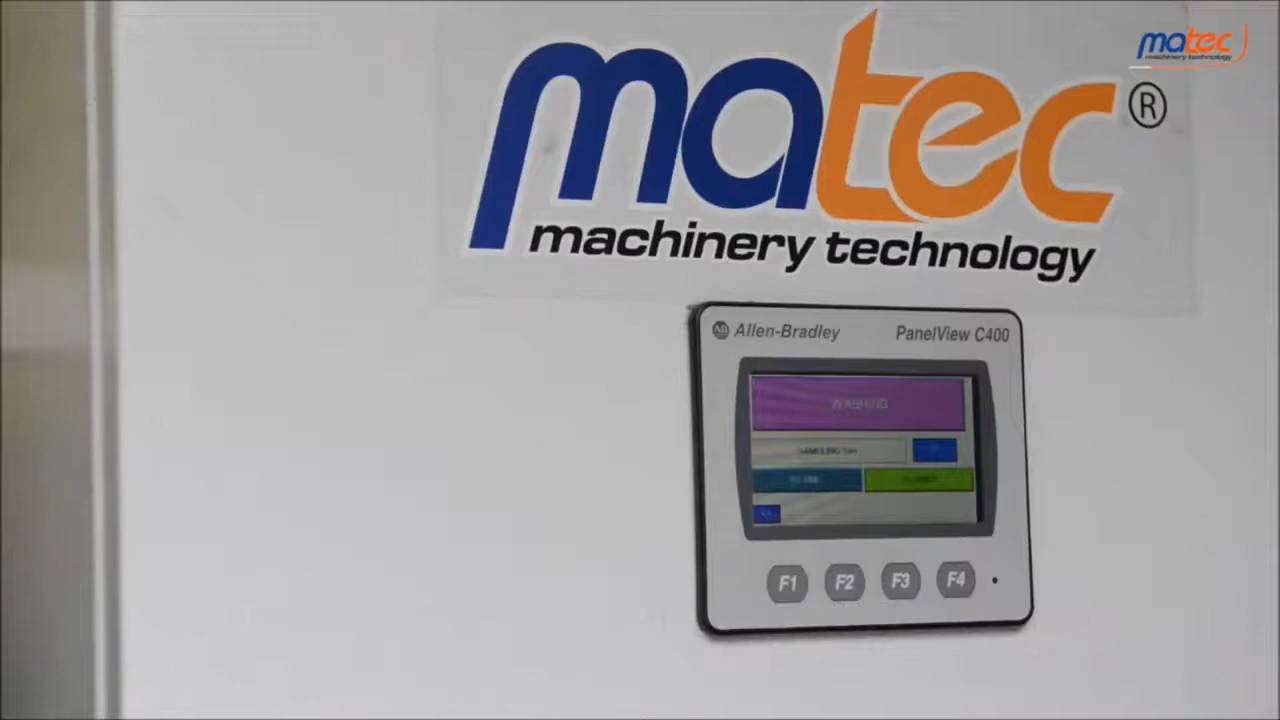 matec
machinery technology
matec ®
machinery technology
Allen-Bradley PanelView C400
WASHING
<<
F1 F2 F3 F4